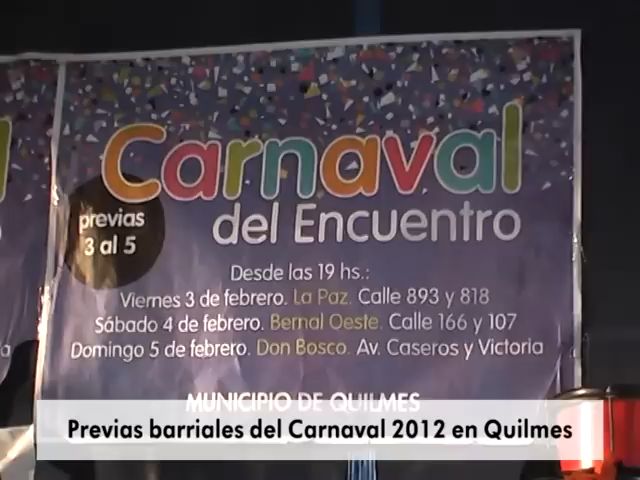 Carnaval
del Encuentro
previas
3 al 5
Desde las 19 hs.:
Viernes 3 de febrero. La Paz. Calle 893 y 818
Sábado 4 de febrero. Bernal Oeste. Calle 166 y 107
Domingo 5 de febrero. Don Bosco. Av. Caseros y Victoria
MUNICIPIO DE QUILMES
Previas barriales del Carnaval 2012 en Quilmes